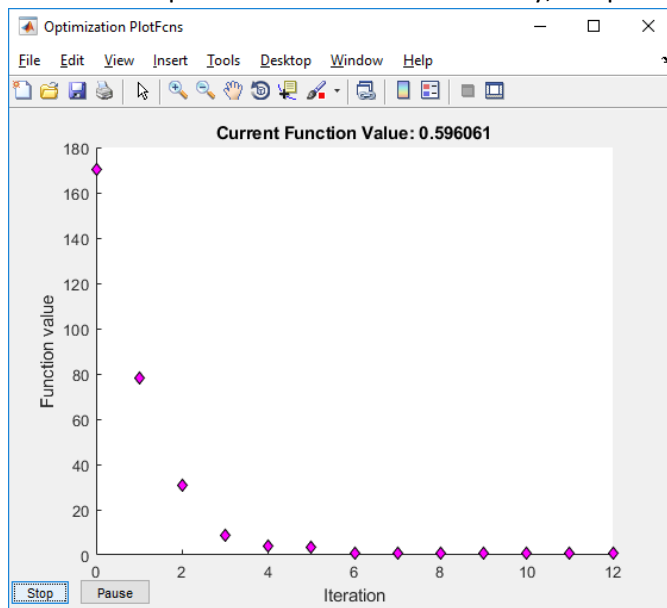 Optimization PlotFcns
File Edit View Insert Tools Desktop Window Help
Current Function Value: 0.596061
180
160
140
120
100
80
60
40
20
0
Function value
0 2 4 6 8 10 12
Iteration
Stop Pause